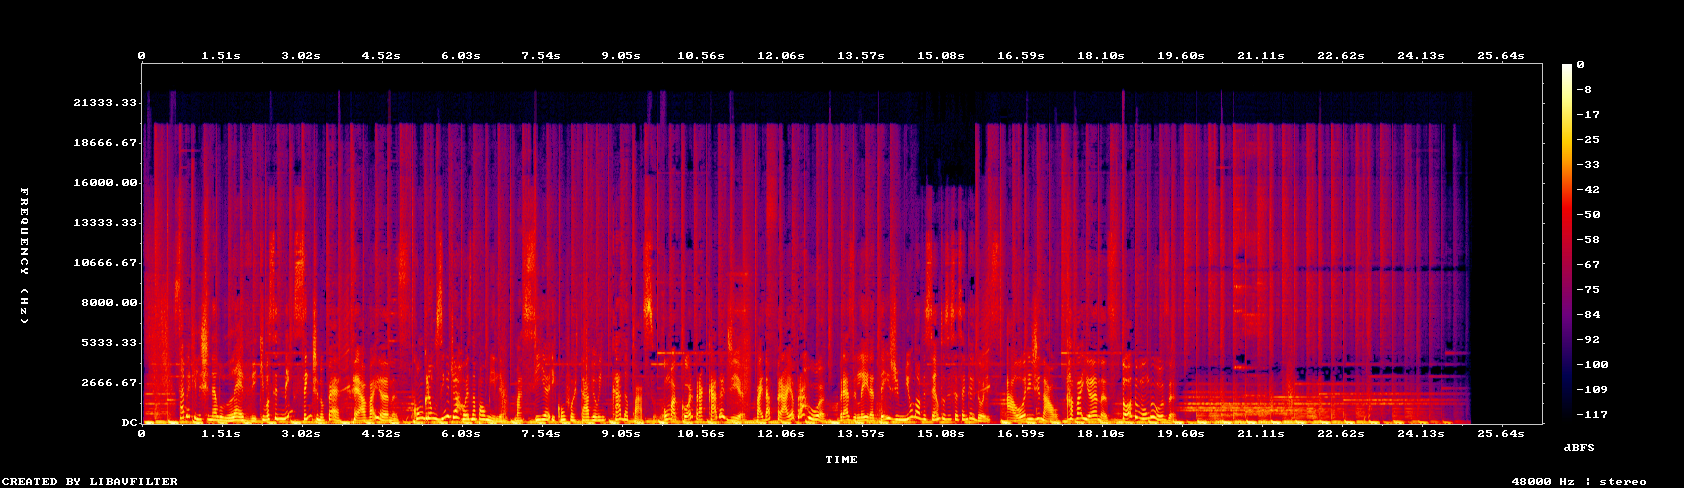 0 1.51s 3.02s 4.52s 6.03s 7.54s 9.05s 10.56s 12.06s 13.57s 15.08s 16.59s 18.10s 19.60s 21.11s 22.62s 24.13s 25.64s
21333.33
18666.67
16000.00
13333.33
10666.67
8000.00
5333.33
2666.67
DC
FREQUENCY (Hz)
0
-8
-17
-25
-33
-42
-50
-58
-67
-75
-84
-92
-100
-109
-117
0 1.51s 3.02s 4.52s 6.03s 7.54s 9.05s 10.56s 12.06s 13.57s 15.08s 16.59s 18.10s 19.60s 21.11s 22.62s 24.13s 25.64s
TIME
dBFS
CREATED BY LIBAVFILTER
48000 Hz | stereo